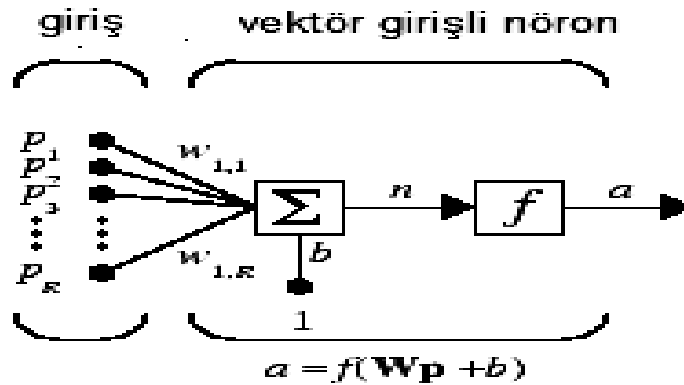 giriş vektör girişli nöron
p1 w1,1
p2
p3 Σ n f a
pR w1,R b
1
a = f(Wp + b)